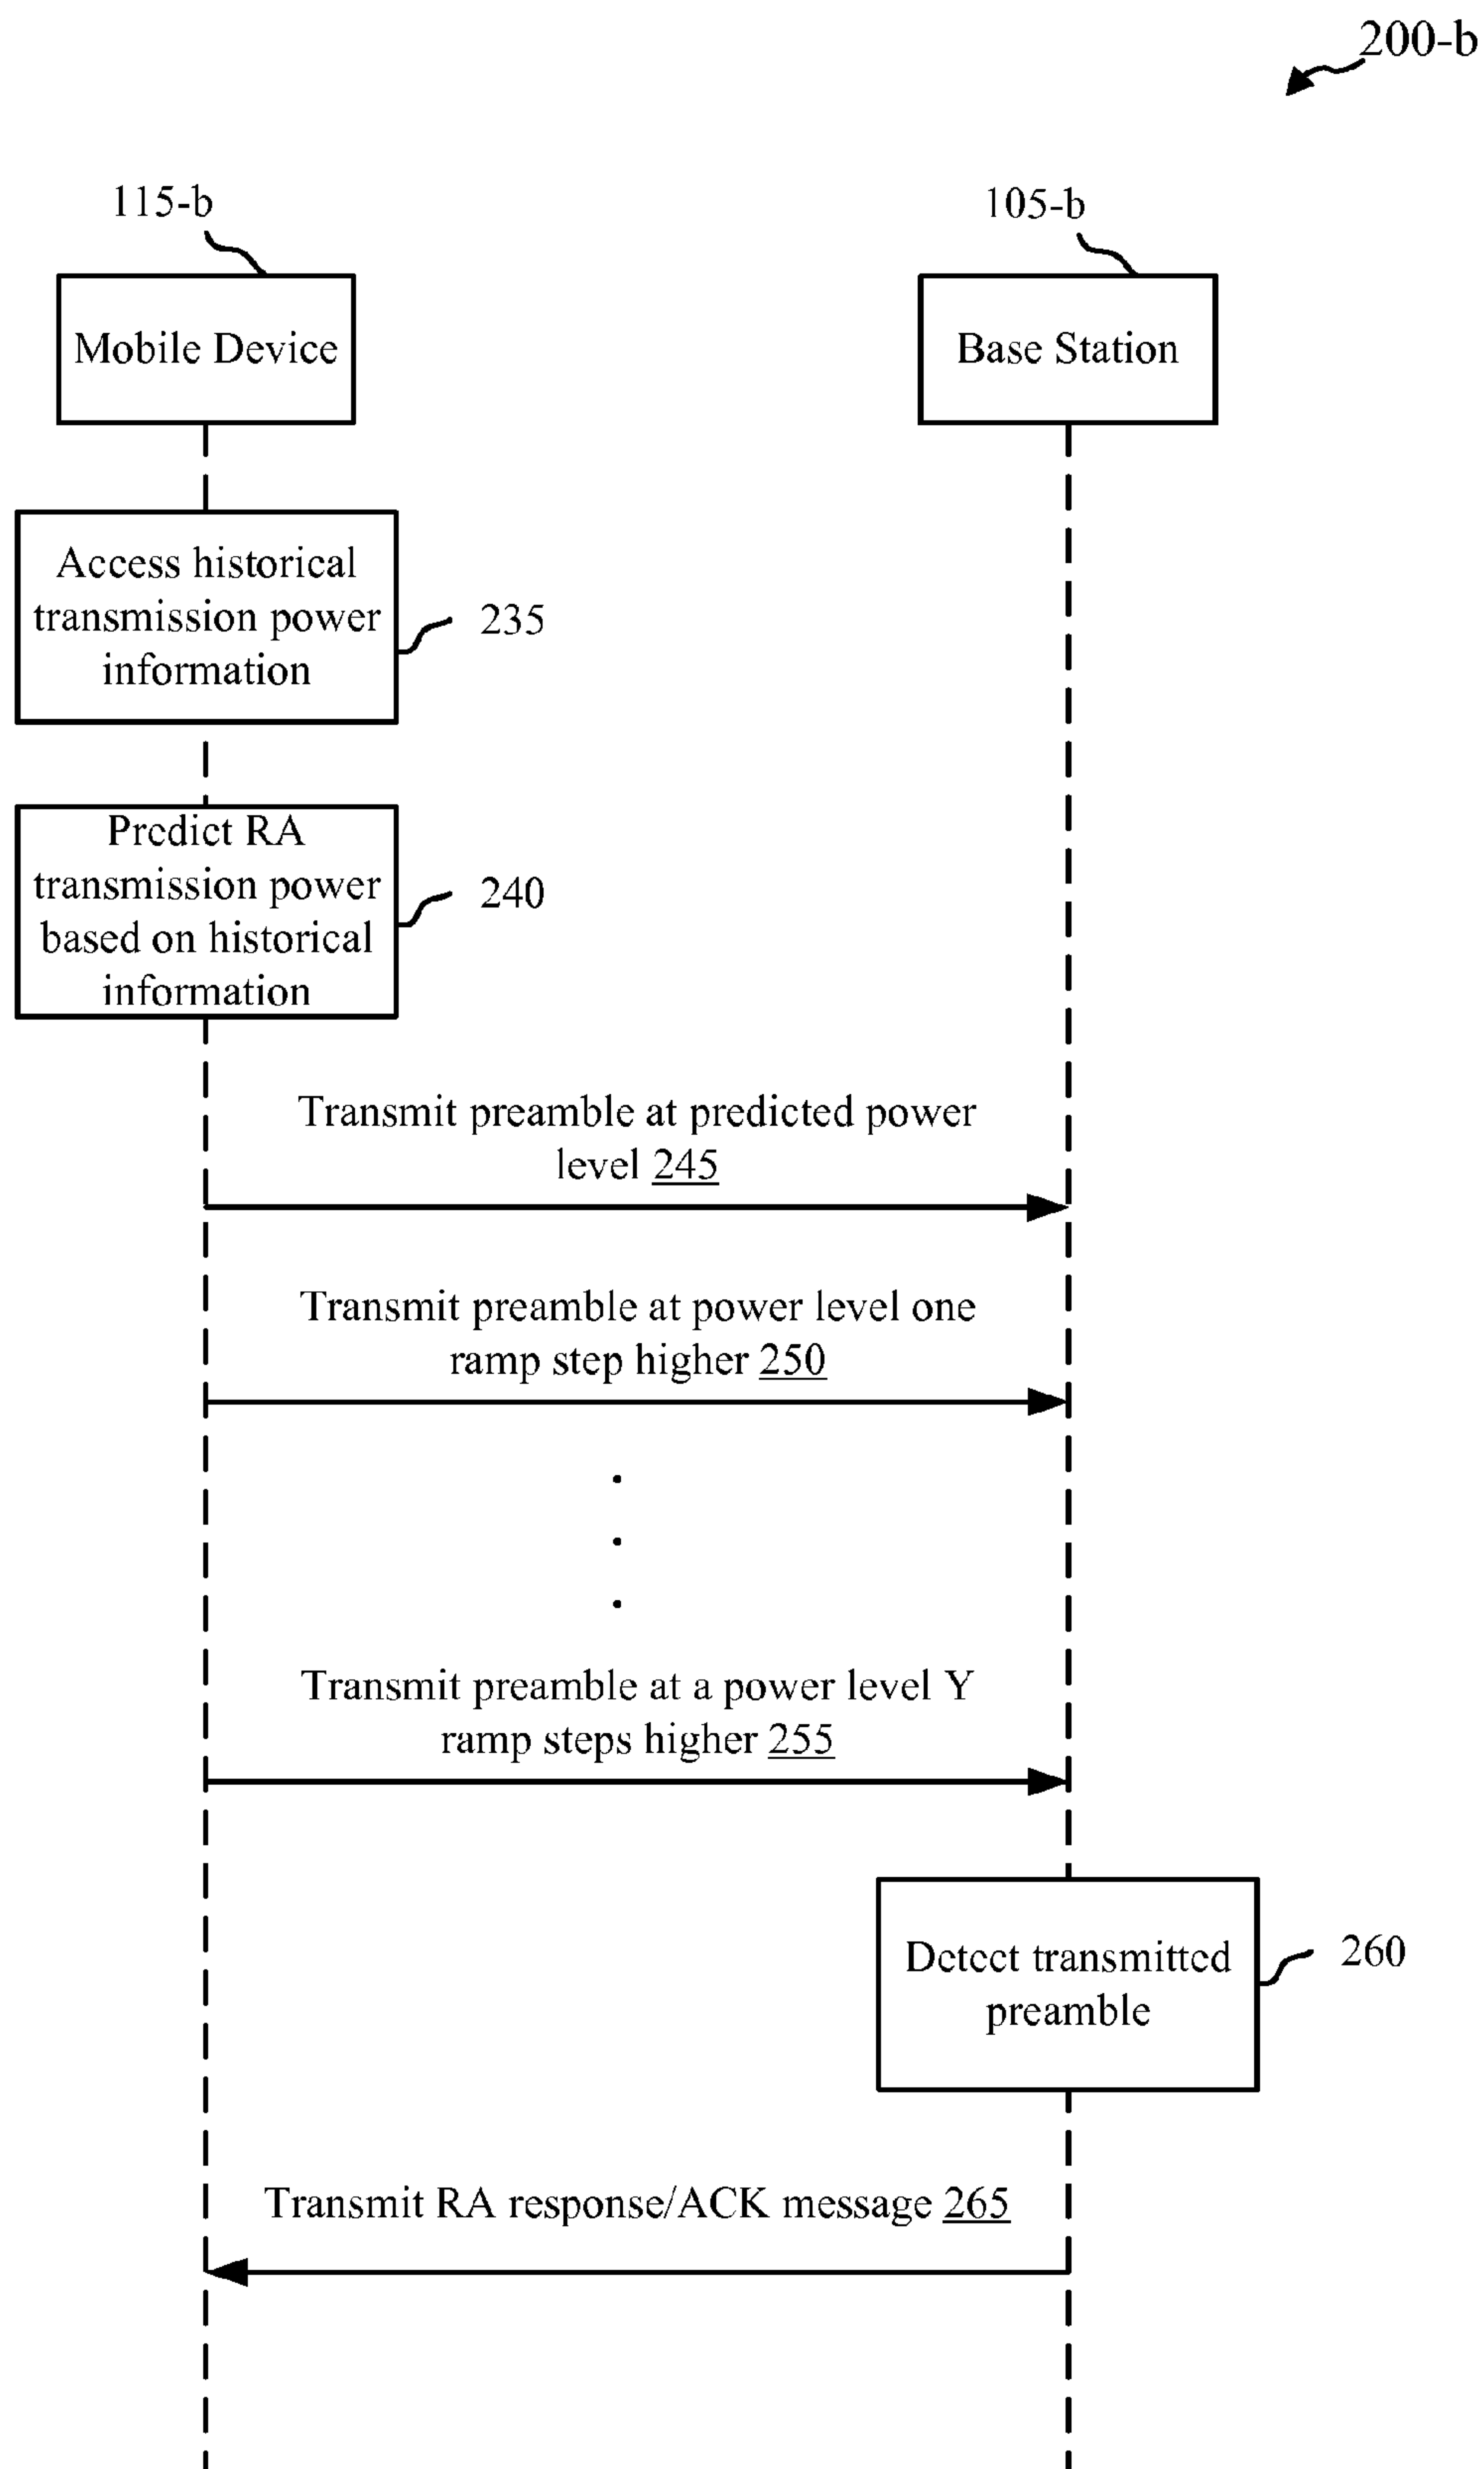 200-b
115-b
105-b
Mobile Device
Base Station
Access historical
transmission power
information
235
Predict RA
transmission power
based on historical
information
240
Transmit preamble at predicted power
level 245
Transmit preamble at power level one
ramp step higher 250
.
.
.
Transmit preamble at a power level Y
ramp steps higher 255
Detect transmitted
preamble
260
Transmit RA response/ACK message 265